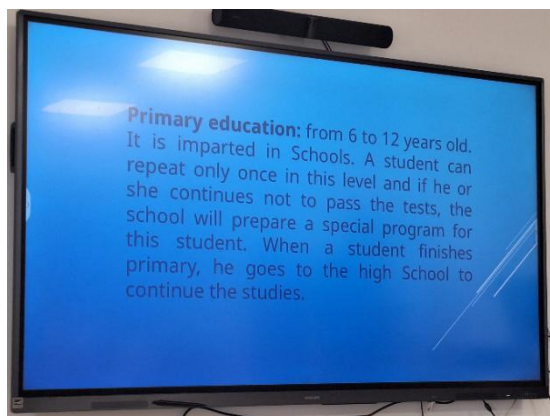 Primary education: from 6 to 12 years old.
It is imparted in Schools. A student can
repeat only once in this level and if he or
she continues not to pass the tests, the
school will prepare a special program for
this student. When a student finishes
primary, he goes to the high School to
continue the studies.